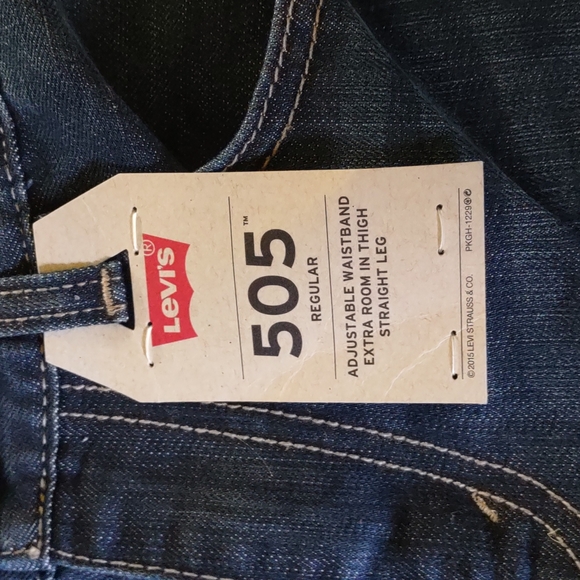 Levi's®
505™
REGULAR
ADJUSTABLE WAISTBAND
EXTRA ROOM IN THIGH
STRAIGHT LEG
©2015 LEVI STRAUSS & CO. PKGH-1229